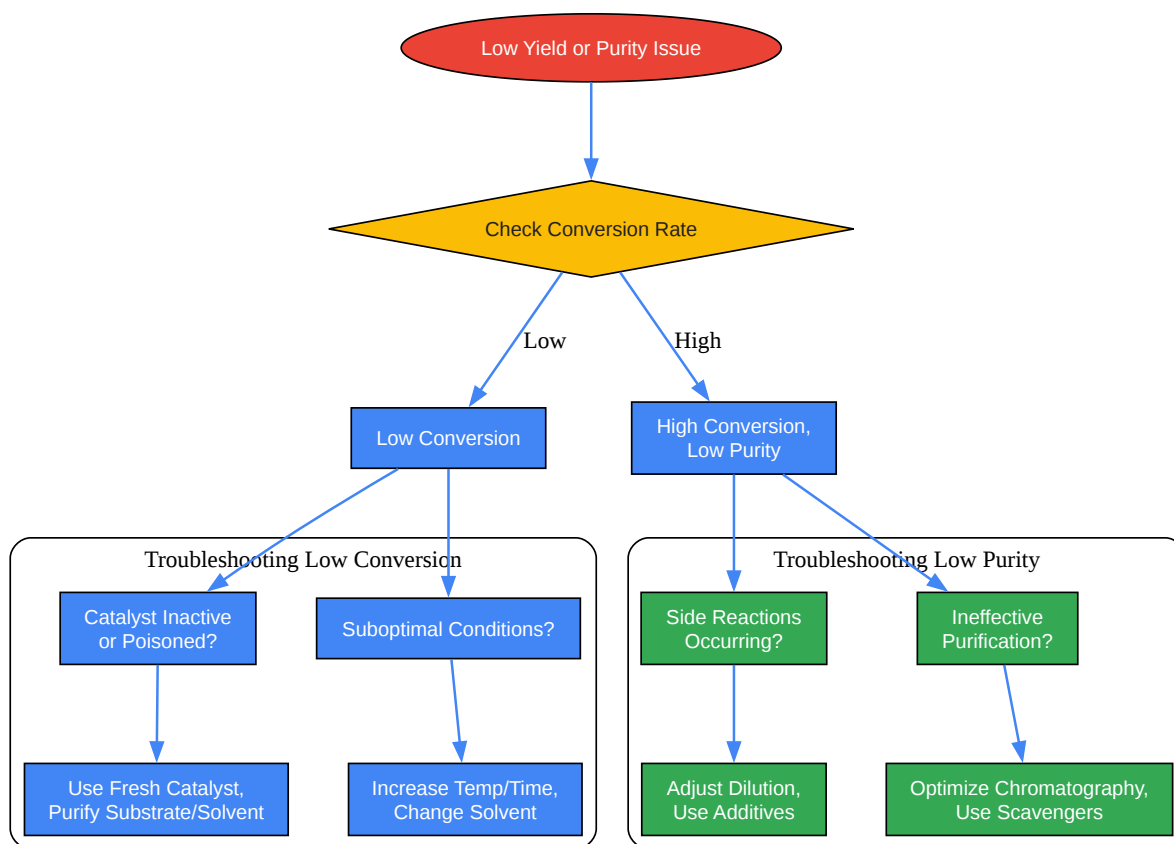 Low Yield or Purity Issue
Check Conversion Rate
Low
High
Low Conversion
High Conversion,
Low Purity
Troubleshooting Low Conversion
Troubleshooting Low Purity
Catalyst Inactive
or Poisoned?
Suboptimal Conditions?
Side Reactions
Occurring?
Ineffective
Purification?
Use Fresh Catalyst,
Purify Substrate/Solvent
Increase Temp/Time,
Change Solvent
Adjust Dilution,
Use Additives
Optimize Chromatography,
Use Scavengers